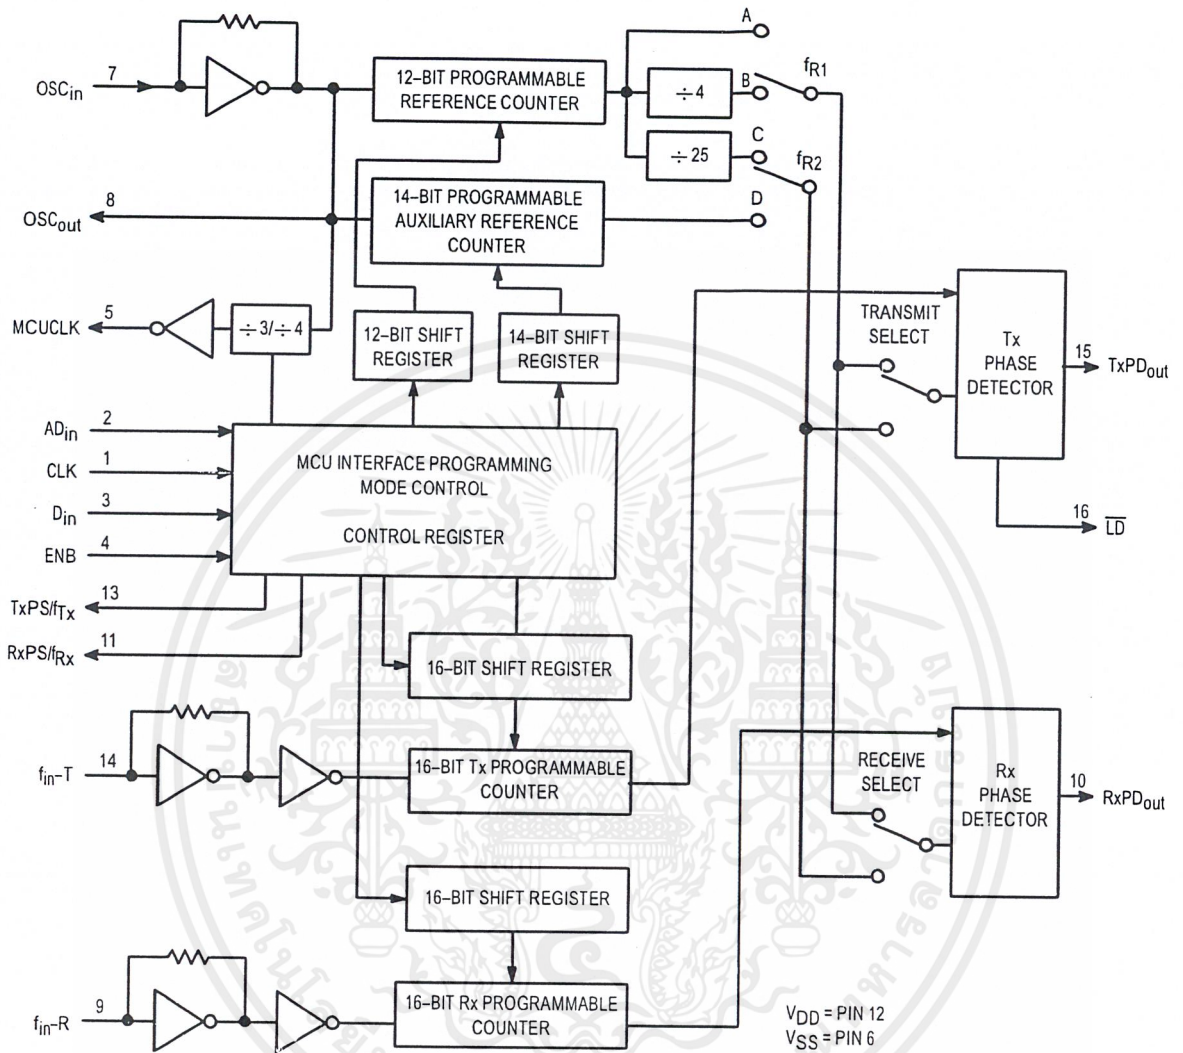 A
OSCin
7
12–BIT PROGRAMMABLE
REFERENCE COUNTER
÷ 4
B
fR1
÷ 25
C
fR2
D
OSCout
8
14–BIT PROGRAMMABLE
AUXILIARY REFERENCE
COUNTER
MCUCLK
5
÷ 3/÷ 4
12–BIT SHIFT
REGISTER
14–BIT SHIFT
REGISTER
TRANSMIT
SELECT
Tx
PHASE
DETECTOR
15
TxPDout
16
LD
ADin
2
CLK
1
Din
3
ENB
4
MCU INTERFACE PROGRAMMING
MODE CONTROL
CONTROL REGISTER
TxPS/fTx
13
RxPS/fRx
11
16–BIT SHIFT REGISTER
fin–T
14
16–BIT Tx PROGRAMMABLE
COUNTER
RECEIVE
SELECT
Rx
PHASE
DETECTOR
10
RxPDout
16–BIT SHIFT REGISTER
fin–R
9
16–BIT Rx PROGRAMMABLE
COUNTER
VDD = PIN 12
VSS = PIN 6